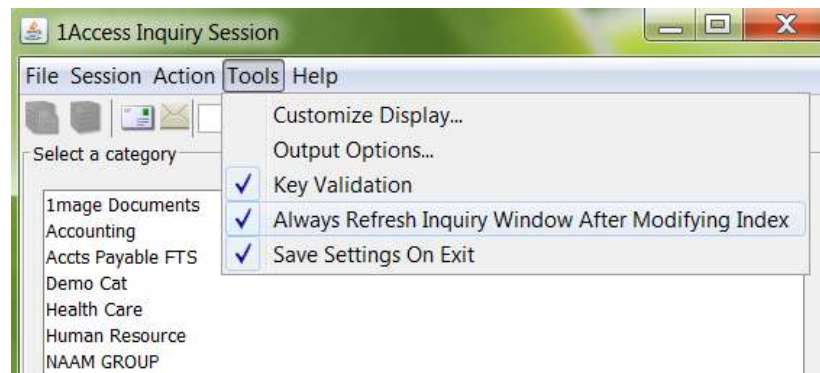 1Access Inquiry Session
File Session Action Tools Help
Customize Display...
Output Options...
Select a category
Key Validation
1mage Documents
Always Refresh Inquiry Window After Modifying Index
Accounting
Accts Payable FTS
Save Settings On Exit
Demo Cat
Health Care
Human Resource
NAAM GROUP